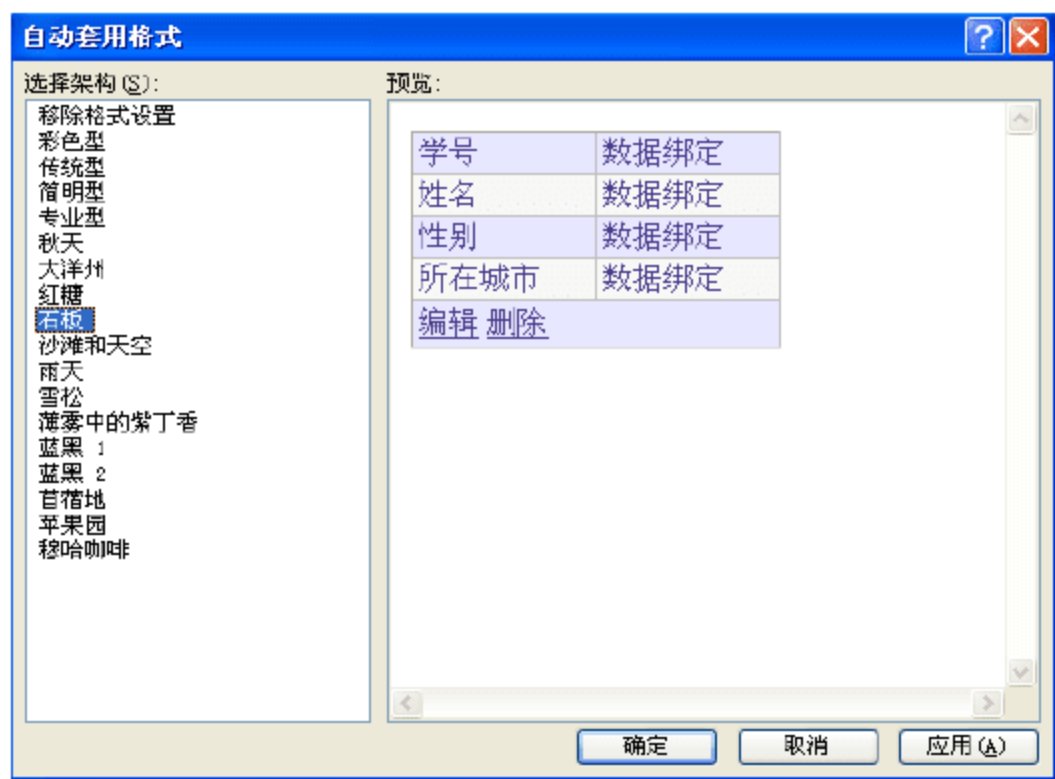 自动套用格式
选择架构(S):
移除格式设置
彩色型
传统型
简明型
专业型
秋天
大洋州
红糖
石板
沙滩和天空
雨天
雪松
薄雾中的紫丁香
蓝黑 1
蓝黑 2
苜蓿地
苹果园
穆哈咖啡
预览:
学号 数据绑定
姓名 数据绑定
性别 数据绑定
所在城市 数据绑定
编辑 删除
确定 取消 应用(A)